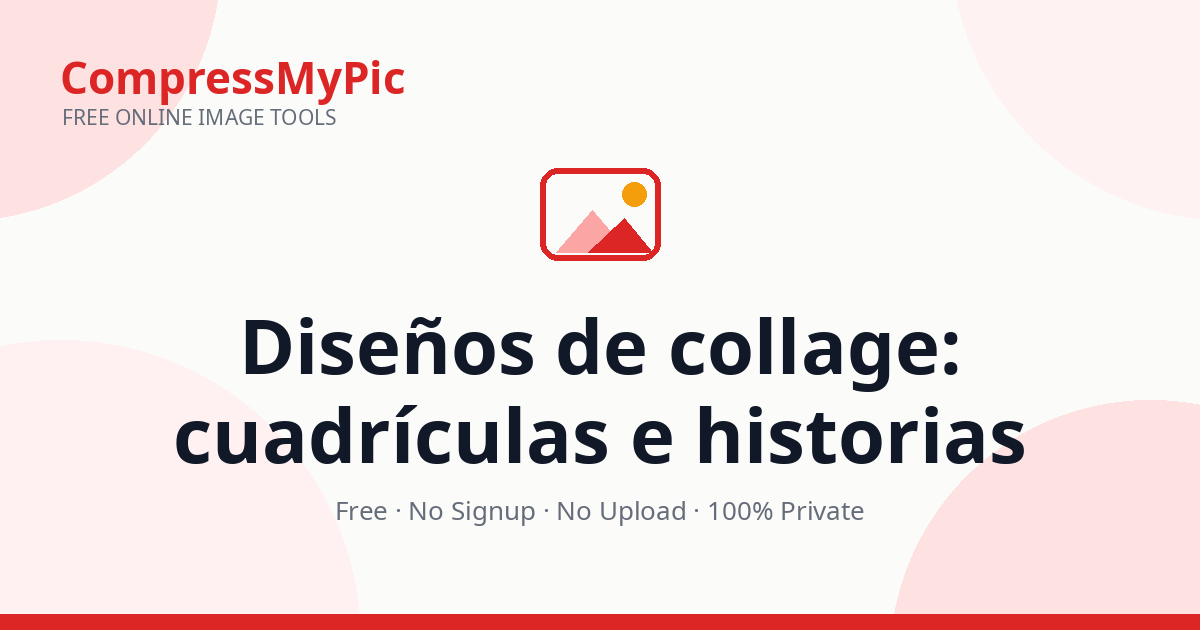 CompressMyPic
FREE ONLINE IMAGE TOOLS
Diseños de collage:
cuadrículas e historias
Free · No Signup · No Upload · 100% Private